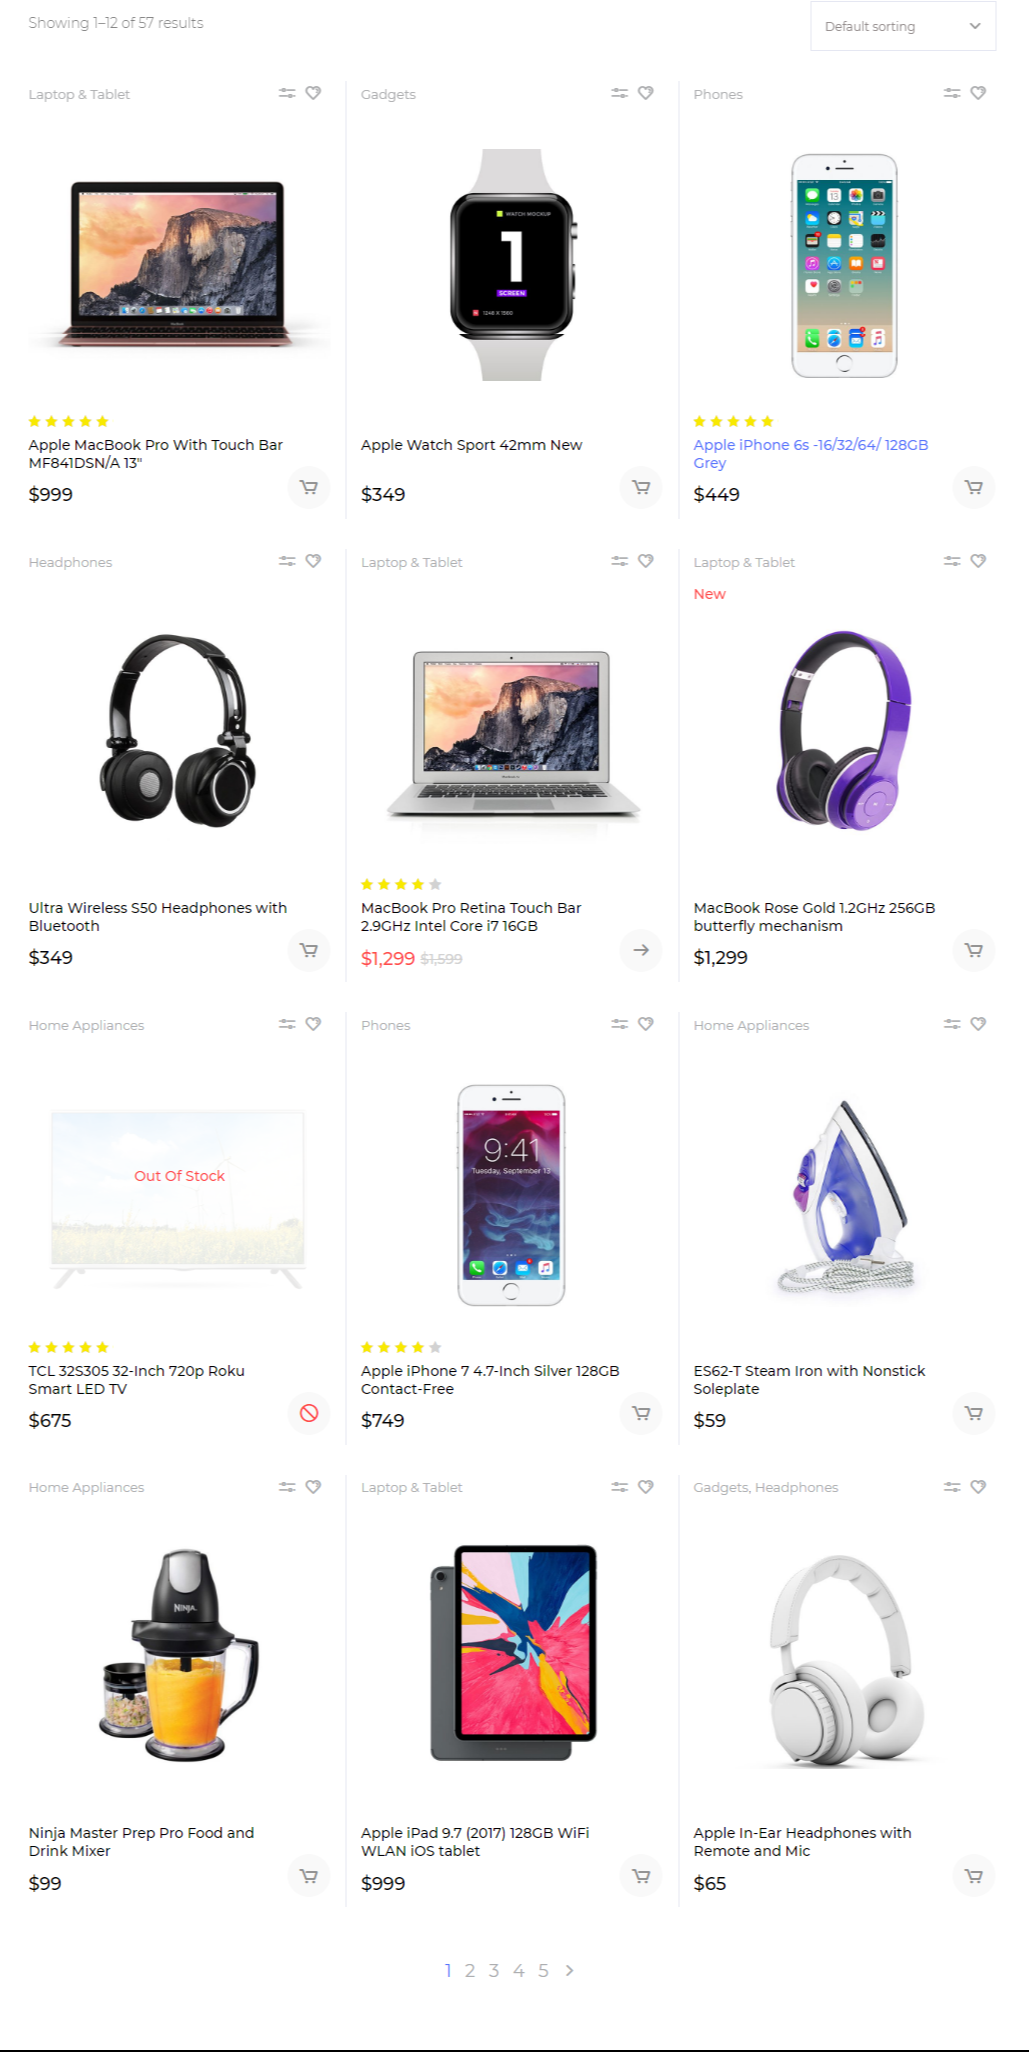 Showing 1–12 of 57 results
Default sorting
Laptop & Tablet
Gadgets
Phones
WATCH MOCKUP
1
SCREEN
1248 X 1560
13
Apple MacBook Pro With Touch Bar
MF841DSN/A 13"
$999
Apple Watch Sport 42mm New
$349
Apple iPhone 6s -16/32/64/ 128GB
Grey
$449
Headphones
Laptop & Tablet
Laptop & Tablet
New
Ultra Wireless S50 Headphones with
Bluetooth
$349
MacBook Pro Retina Touch Bar
2.9GHz Intel Core i7 16GB
$1,299 $1,599
MacBook Rose Gold 1.2GHz 256GB
butterfly mechanism
$1,299
Home Appliances
Phones
Home Appliances
Out Of Stock
9:41
Tuesday, September 13
TCL 32S305 32-Inch 720p Roku
Smart LED TV
$675
Apple iPhone 7 4.7-Inch Silver 128GB
Contact-Free
$749
ES62-T Steam Iron with Nonstick
Soleplate
$59
Home Appliances
Laptop & Tablet
Gadgets, Headphones
NINJA
Ninja Master Prep Pro Food and
Drink Mixer
$99
Apple iPad 9.7 (2017) 128GB WiFi
WLAN iOS tablet
$999
Apple In-Ear Headphones with
Remote and Mic
$65
1 2 3 4 5